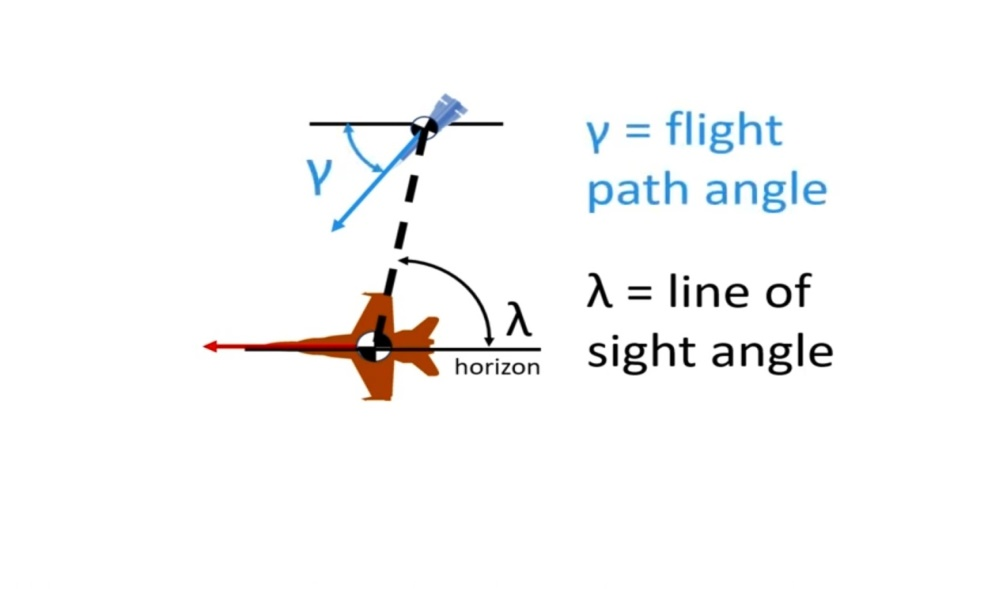 γ = flight
path angle
γ
λ = line of
sight angle
λ
horizon